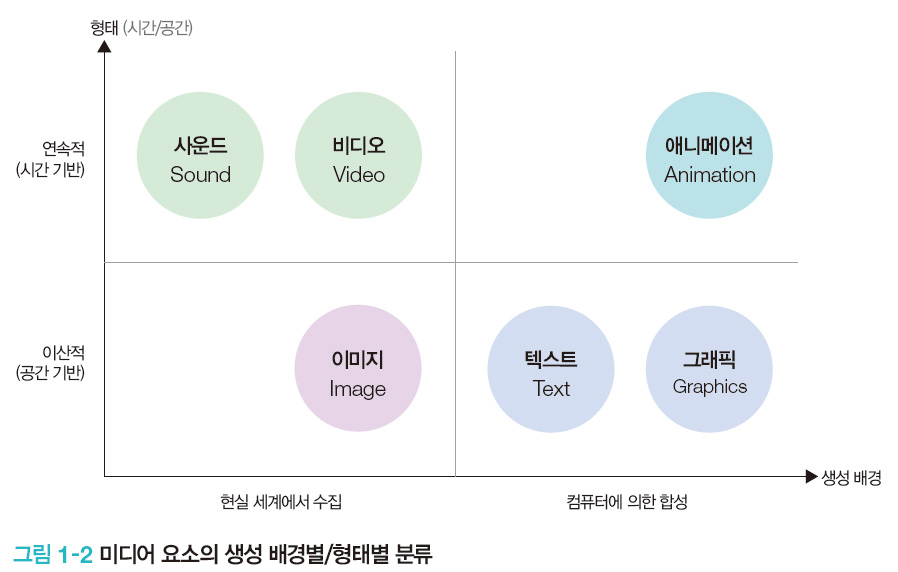 형태 (시간/공간)
연속적
(시간 기반)
사운드
Sound
비디오
Video
애니메이션
Animation
이산적
(공간 기반)
이미지
Image
텍스트
Text
그래픽
Graphics
생성 배경
현실 세계에서 수집
컴퓨터에 의한 합성
그림 1-2 미디어 요소의 생성 배경별/형태별 분류